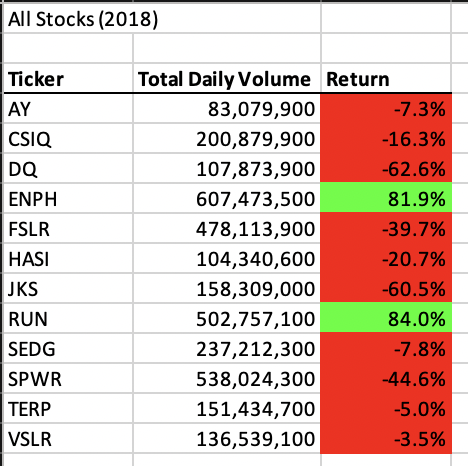 All Stocks (2018)
Ticker Total Daily Volume Return
AY 83,079,900 -7.3%
CSIQ 200,879,900 -16.3%
DQ 107,873,900 -62.6%
ENPH 607,473,500 81.9%
FSLR 478,113,900 -39.7%
HASI 104,340,600 -20.7%
JKS 158,309,000 -60.5%
RUN 502,757,100 84.0%
SEDG 237,212,300 -7.8%
SPWR 538,024,300 -44.6%
TERP 151,434,700 -5.0%
VSLR 136,539,100 -3.5%